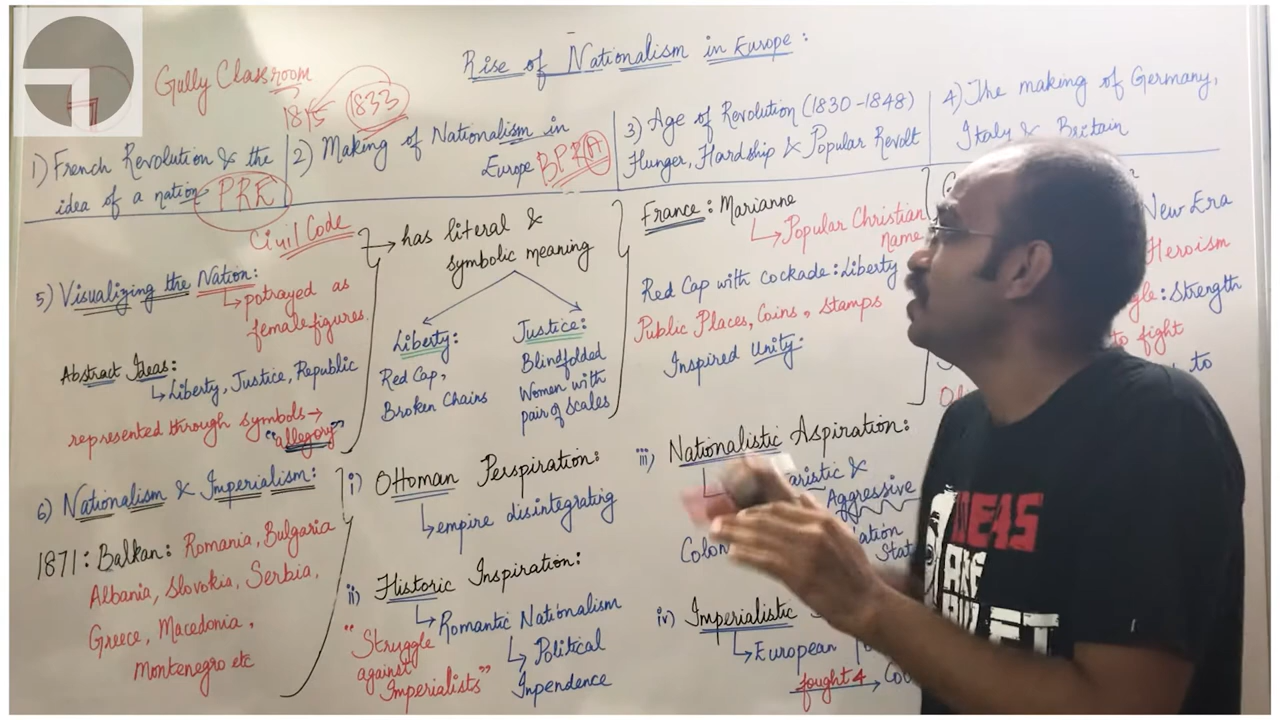 Rise of Nationalism in Europe:
Gully Classroom
1815 1833
1) French Revolution & the
idea of a nation PRE
2) Making of Nationalism in
Europe BPRA
3) Age of Revolution (1830-1848)
Hunger, Hardship & Popular Revolt
4) The making of Germany,
Italy & Britain
Civil Code
5) Visualizing the Nation:
potrayed as
female figures.
Abstract Ideas:
Liberty, Justice, Republic
represented through symbols →
"allegory"
has literal &
symbolic meaning
Liberty:
Red Cap,
Broken Chains
Justice:
Blindfolded
Women with
pair of scales
France: Marianne
Popular Christian
Name
Red Cap with cockade: Liberty
Public Places, Coins, stamps
Inspired Unity:
New Era
Heroism
: Strength
to fight
to
6) Nationalism & Imperialism:
1871: Balkan: Romania, Bulgaria
Albania, Slovokia, Serbia,
Greece, Macedonia,
Montenegro etc
i) Ottoman Perspiration:
empire disintegrating
ii) Historic Inspiration:
Romantic Nationalism
"Struggle
against
Imperialists"
Political
Inpendence
iii) Nationalistic Aspiration:
&
Aggressive
State
iv) Imperialistic
European
fought 4
IDEAS
ARE